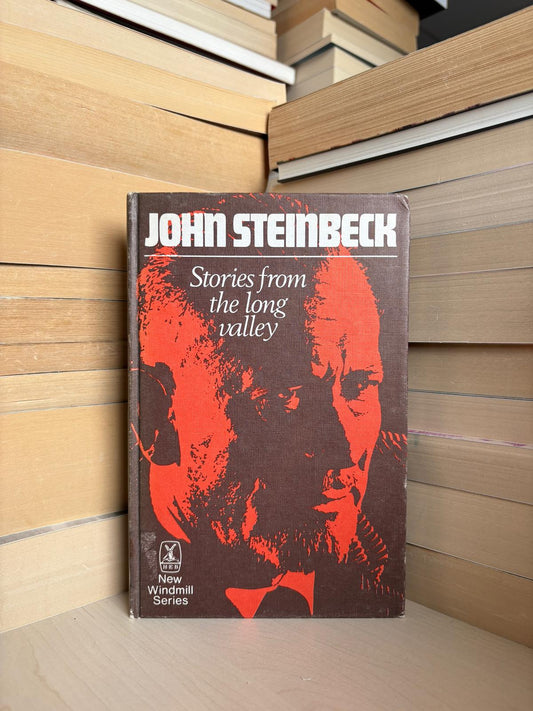 JOHN STEINBECK
Stories from
the long
valley
HEB
New
Windmill
Series